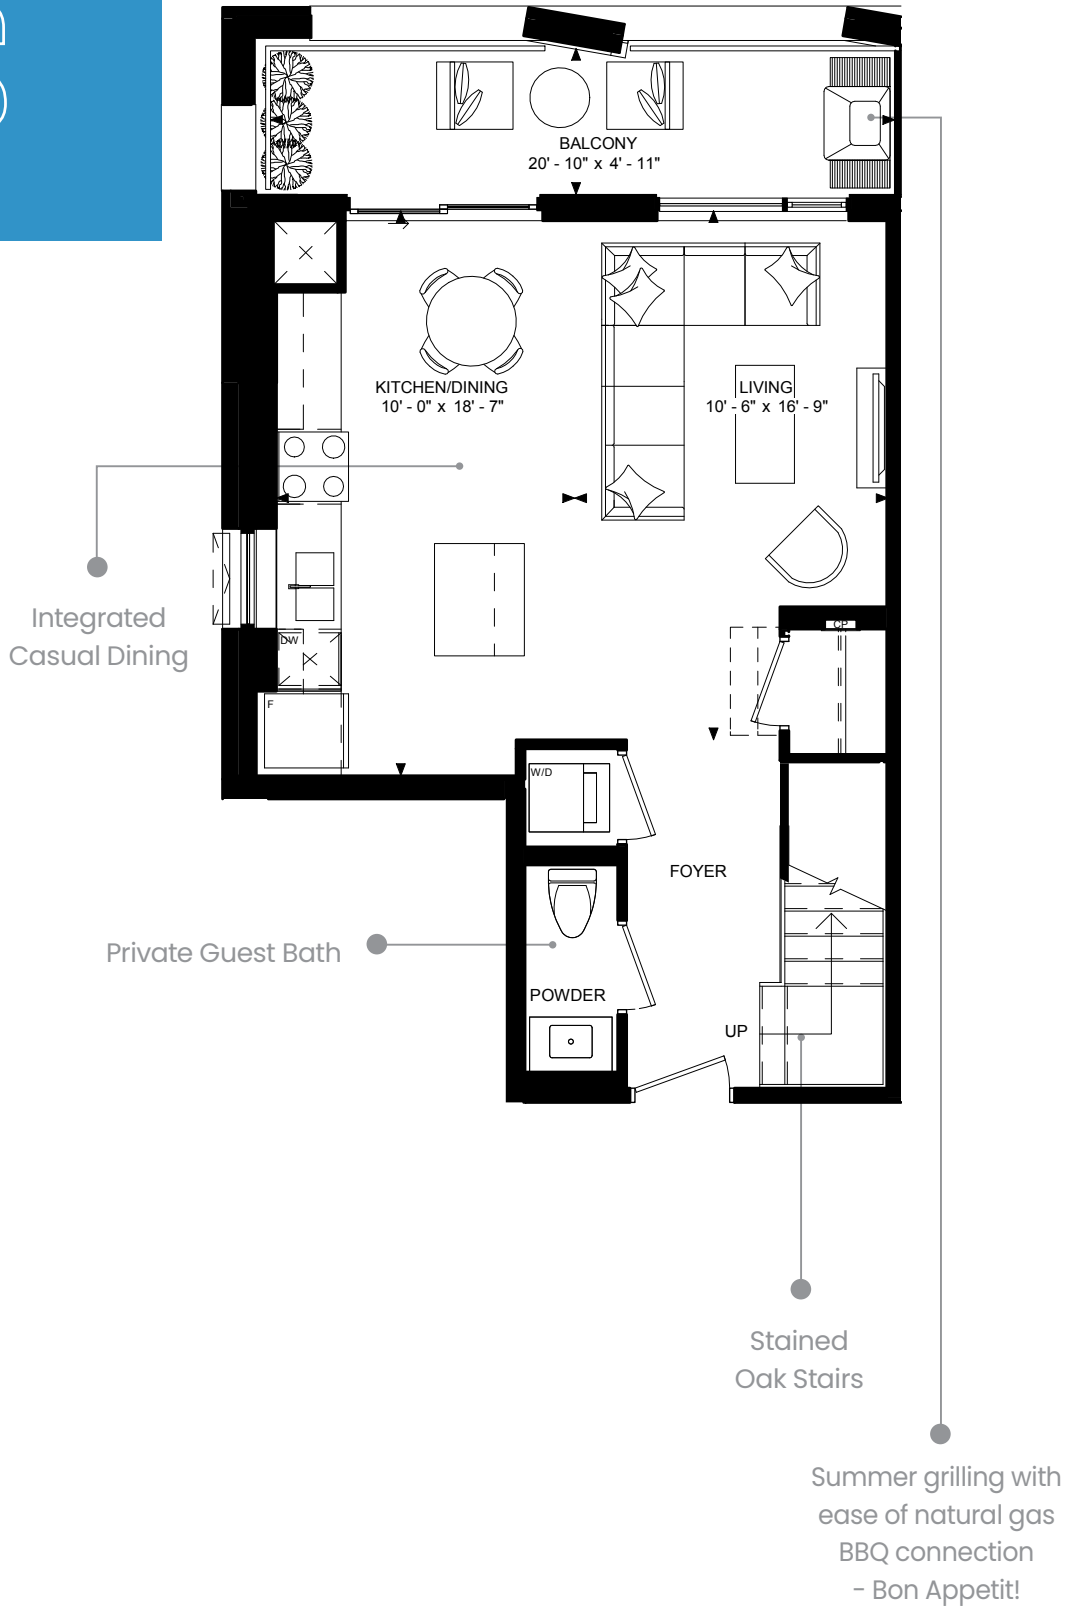 BALCONY
20' - 10" x 4' - 11"
KITCHEN/DINING
10' - 0" x 18' - 7"
LIVING
10' - 6" x 16' - 9"
Integrated
Casual Dining
DW
F
CP
W/D
FOYER
Private Guest Bath
POWDER
UP
Stained
Oak Stairs
Summer grilling with
ease of natural gas
BBQ connection
- Bon Appetit!